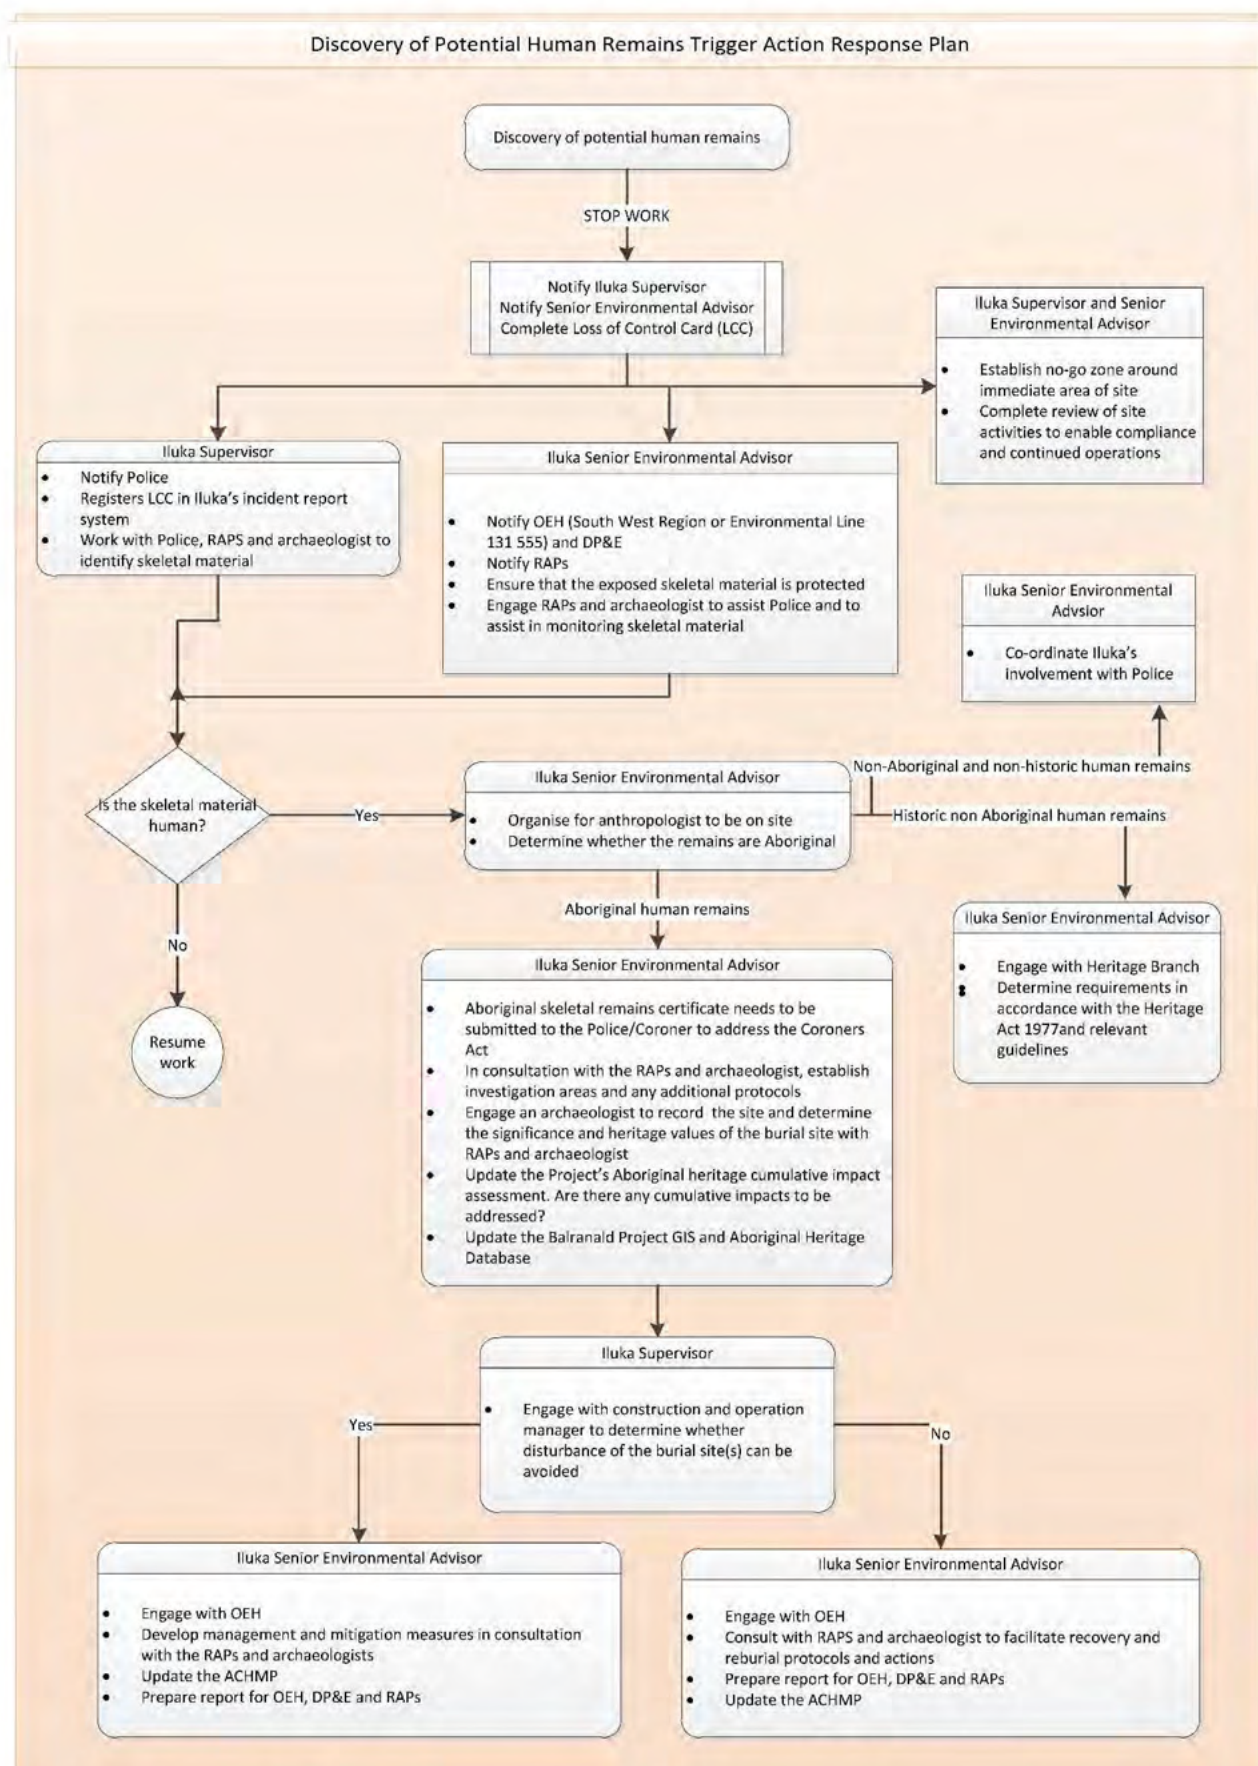 Discovery of Potential Human Remains Trigger Action Response Plan
Discovery of potential human remains
STOP WORK
Notify Iluka Supervisor
Notify Senior Environmental Advisor
Complete Loss of Control Card (LCC)
Iluka Supervisor and Senior
Environmental Advisor
• Establish no-go zone around
immediate area of site
• Complete review of site
activities to enable compliance
and continued operations
Iluka Supervisor
• Notify Police
• Registers LCC in Iluka's incident report
system
• Work with Police, RAPS and archaeologist to
identify skeletal material
Iluka Senior Environmental Advisor
• Notify OEH (South West Region or Environmental Line
131 555) and DP&E
• Notify RAPs
• Ensure that the exposed skeletal material is protected
• Engage RAPs and archaeologist to assist Police and to
assist in monitoring skeletal material
Iluka Senior Environmental
Advsior
• Co-ordinate Iluka's
involvement with Police
Is the skeletal material
human?
Yes
Iluka Senior Environmental Advisor
• Organise for anthropologist to be on site
• Determine whether the remains are Aboriginal
Non-Aboriginal and non-historic human remains
Historic non Aboriginal human remains
No
Resume
work
Aboriginal human remains
Iluka Senior Environmental Advisor
• Engage with Heritage Branch
• Determine requirements in
accordance with the Heritage
Act 1977and relevant
guidelines
Iluka Senior Environmental Advisor
• Aboriginal skeletal remains certificate needs to be
submitted to the Police/Coroner to address the Coroners
Act
• In consultation with the RAPs and archaeologist, establish
investigation areas and any additional protocols
• Engage an archaeologist to record the site and determine
the significance and heritage values of the burial site with
RAPs and archaeologist
• Update the Project's Aboriginal heritage cumulative impact
assessment. Are there any cumulative impacts to be
addressed?
• Update the Balranald Project GIS and Aboriginal Heritage
Database
Iluka Supervisor
• Engage with construction and operation
manager to determine whether
disturbance of the burial site(s) can be
avoided
Yes
No
Iluka Senior Environmental Advisor
• Engage with OEH
• Develop management and mitigation measures in consultation
with the RAPs and archaeologists
• Update the ACHMP
• Prepare report for OEH, DP&E and RAPs
Iluka Senior Environmental Advisor
• Engage with OEH
• Consult with RAPS and archaeologist to facilitate recovery and
reburial protocols and actions
• Prepare report for OEH, DP&E and RAPs
• Update the ACHMP